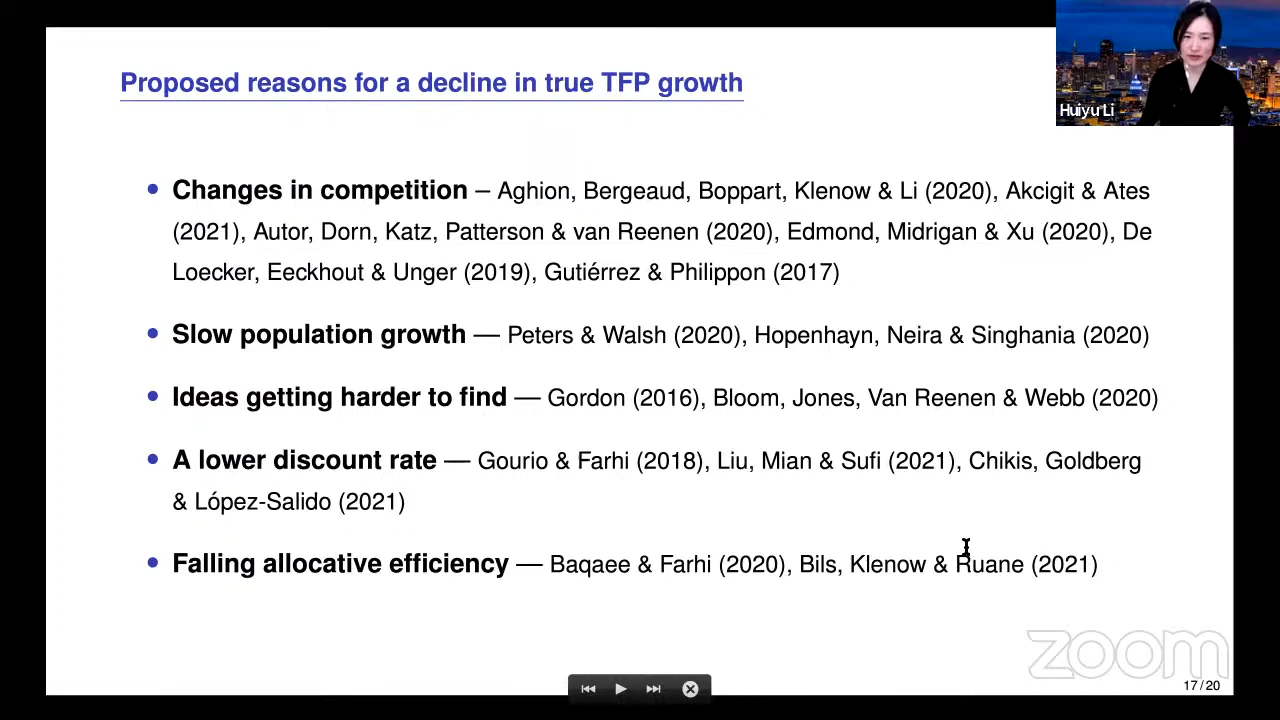 Proposed reasons for a decline in true TFP growth
Huiyu Li
• Changes in competition – Aghion, Bergeaud, Boppart, Klenow & Li (2020), Akcigit & Ates
(2021), Autor, Dorn, Katz, Patterson & van Reenen (2020), Edmond, Midrigan & Xu (2020), De
Loecker, Eeckhout & Unger (2019), Gutiérrez & Philippon (2017)
• Slow population growth — Peters & Walsh (2020), Hopenhayn, Neira & Singhania (2020)
• Ideas getting harder to find — Gordon (2016), Bloom, Jones, Van Reenen & Webb (2020)
• A lower discount rate — Gourio & Farhi (2018), Liu, Mian & Sufi (2021), Chikis, Goldberg
& López-Salido (2021)
• Falling allocative efficiency — Baqaee & Farhi (2020), Bils, Klenow & Ruane (2021)
zoom
17/20